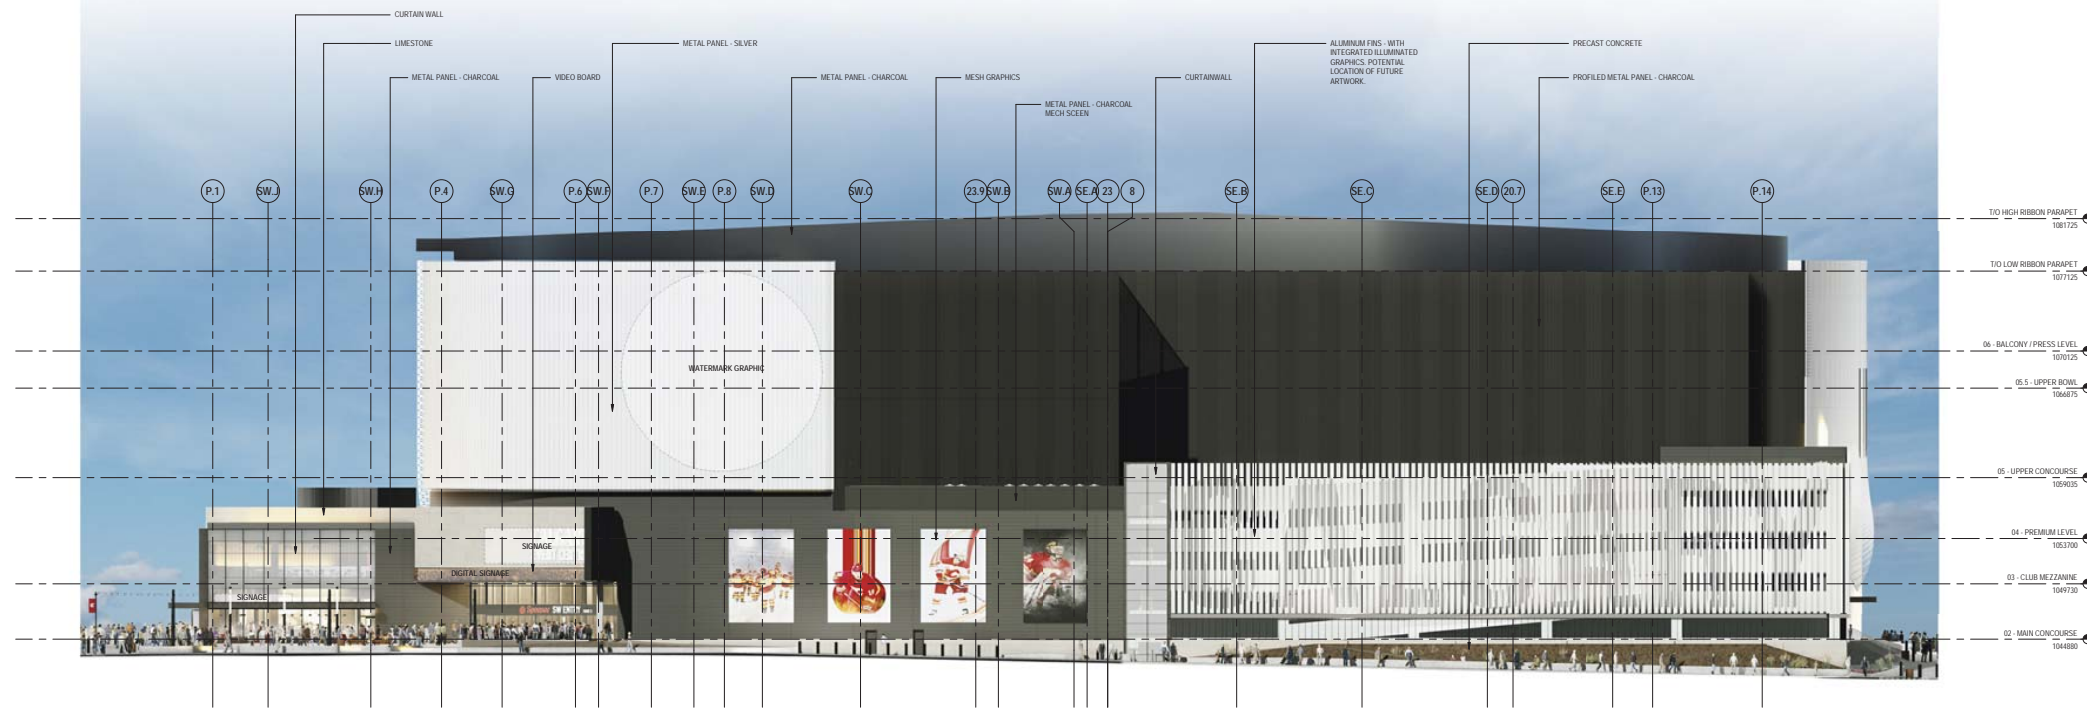 CURTAIN WALL
LIMESTONE
METAL PANEL - SILVER
ALUMINUM FINS - WITH
INTEGRATED ILLUMINATED
GRAPHICS. POTENTIAL
LOCATION OF FUTURE
ARTWORK.
PRECAST CONCRETE
METAL PANEL - CHARCOAL
VIDEO BOARD
METAL PANEL - CHARCOAL
MESH GRAPHICS
CURTAINWALL
PROFILED METAL PANEL - CHARCOAL
METAL PANEL - CHARCOAL
MECH SCEEN
P.1 SW.J SW.H P.4 SW.G P.6 SW.F P.7 SW.E P.8 SW.D SW.C 23.9 SW.B SW.A SE.A 23 8 SE.B SE.C SE.D 20.7 SE.E P.13 P.14
T/O HIGH RIBBON PARAPET
1081725
T/O LOW RIBBON PARAPET
1077125
06 - BALCONY / PRESS LEVEL
1070125
WATERMARK GRAPHIC
05.5 - UPPER BOWL
1066875
05 - UPPER CONCOURSE
1059035
04 - PREMIUM LEVEL
1053700
SIGNAGE
DIGITAL SIGNAGE
03 - CLUB MEZZANINE
1049730
SIGNAGE
SW ENTRY
02 - MAIN CONCOURSE
1044880